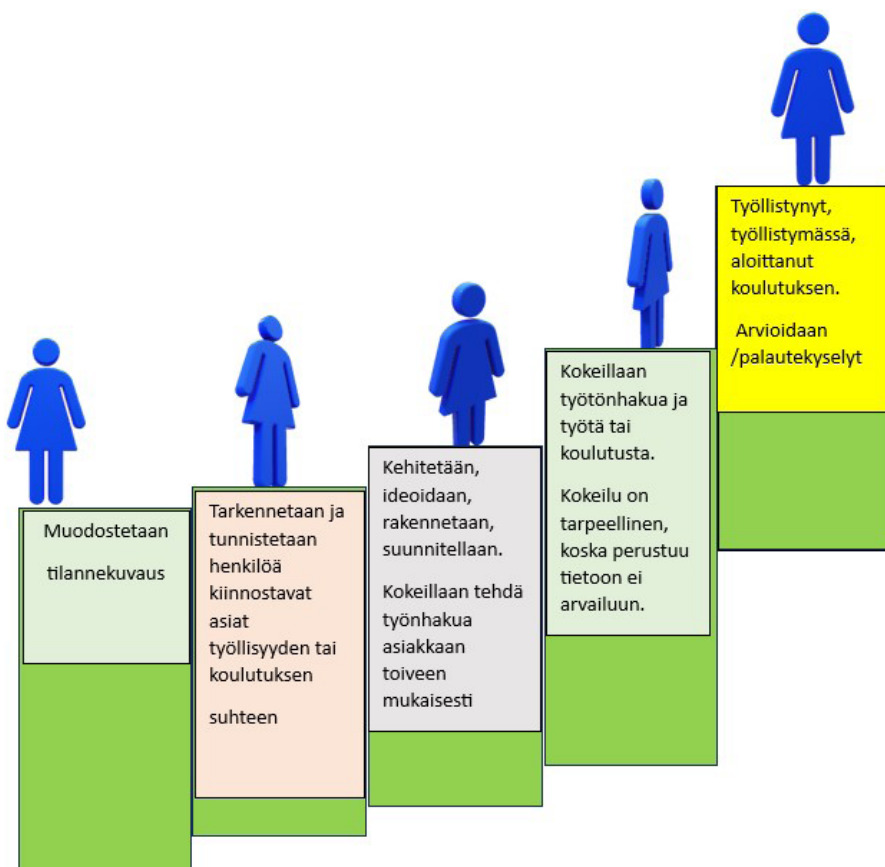 Muodostetaan
tilannekuvaus
Tarkennetaan ja
tunnistetaan
henkilöä
kiinnostavat
asiat
työllisyyden tai
koulutuksen
suhteen
Kehitetään,
ideoidaan,
rakennetaan,
suunnitellaan.
Kokeillaan tehdä
työnhakua
asiakkaan
toiveen
mukaisesti
Kokeillaan
työtönhakua ja
työtä tai
koulutusta.
Kokeilu on
tarpeellinen,
koska perustuu
tietoon ei
arvailuun.
Työllistynyt,
työllistymässä,
aloittanut
koulutuksen.
Arvioidaan
/palautekyselyt